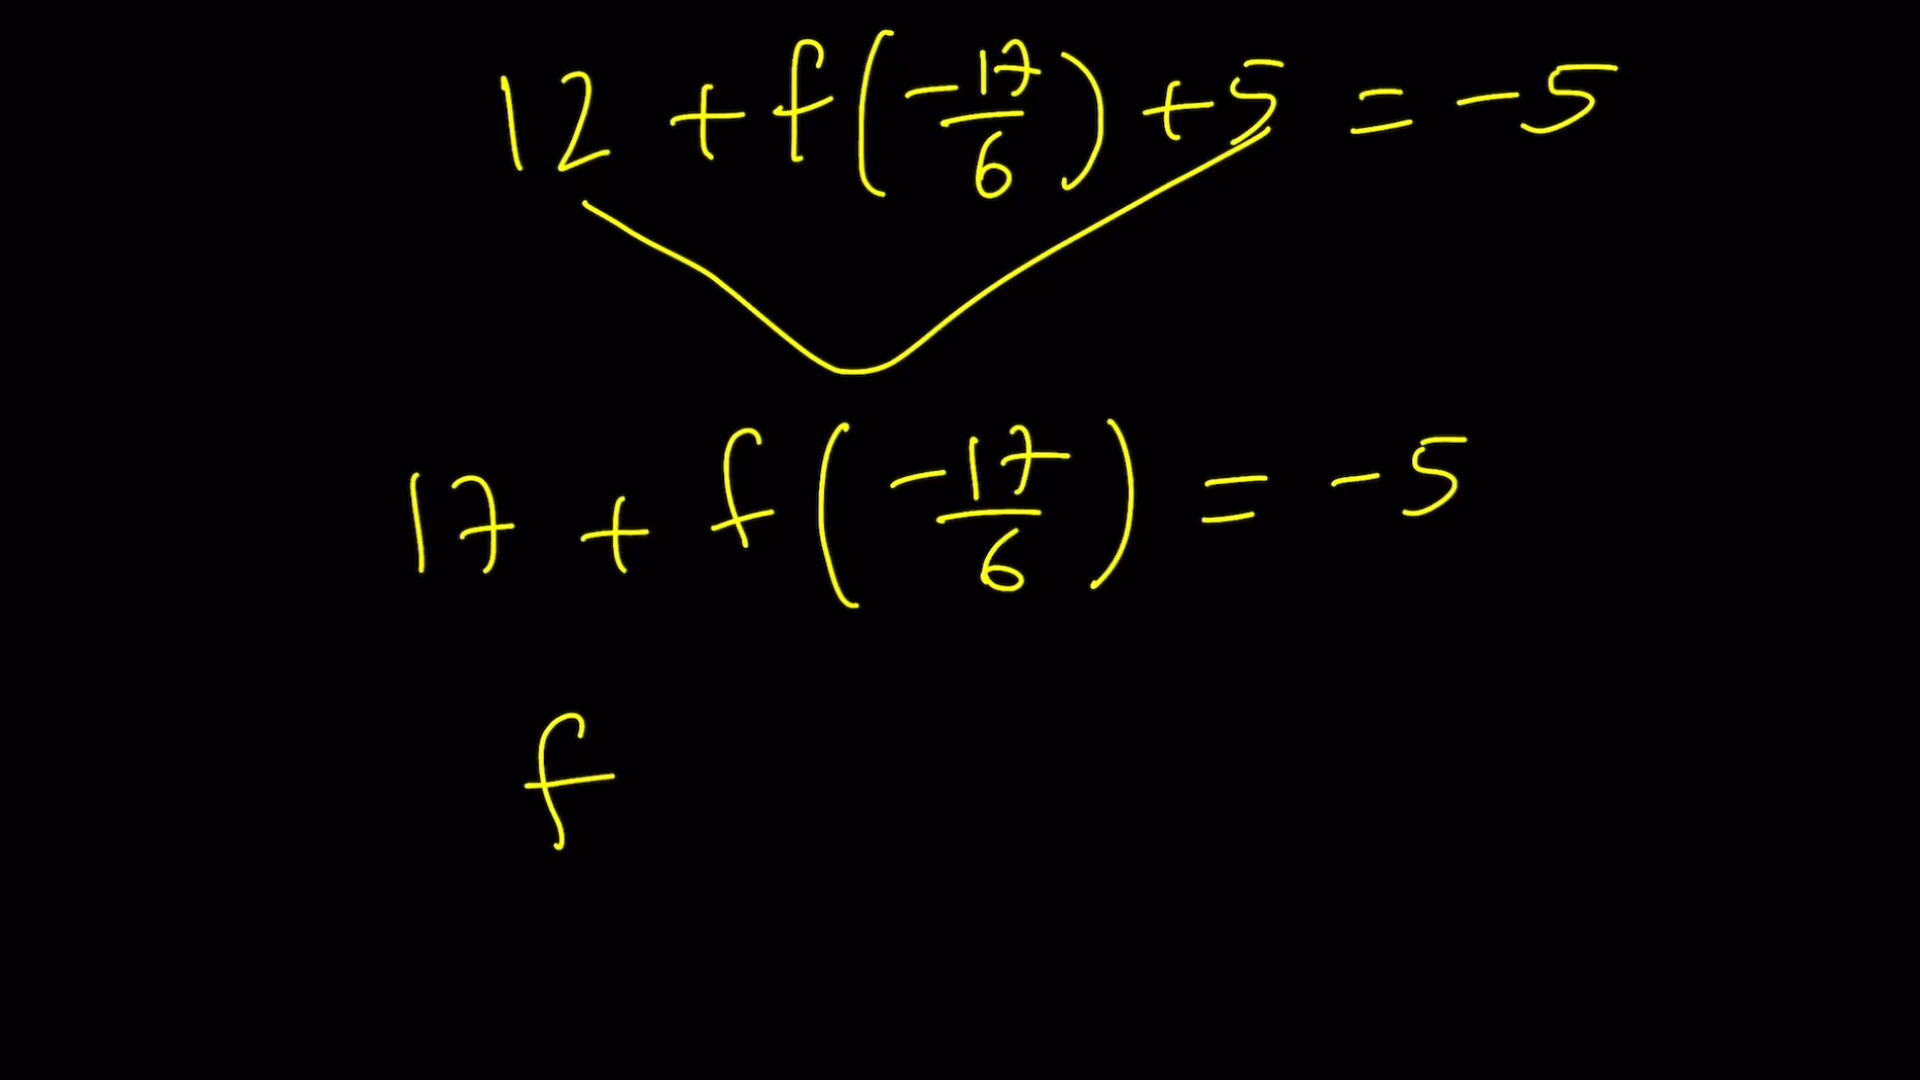 12 + f(-17/6) + 5 = -5
17 + f(-17/6) = -5
f